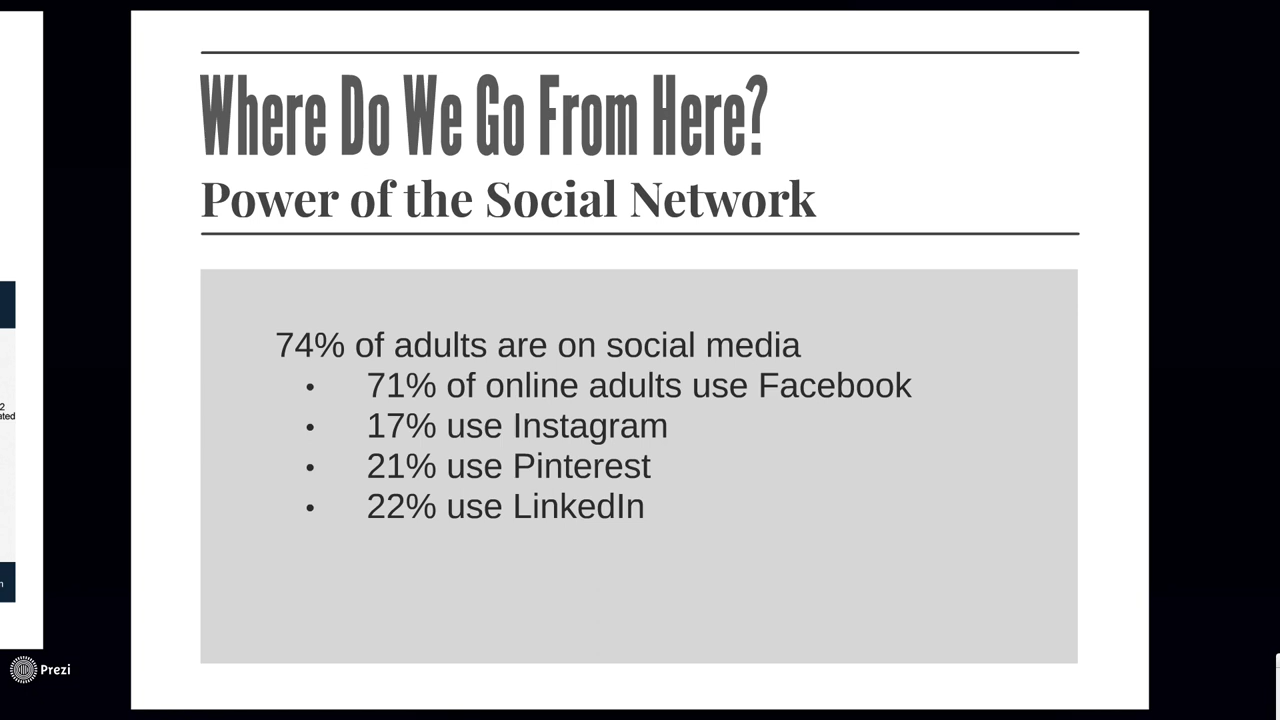 Where Do We Go From Here?
Power of the Social Network
74% of adults are on social media
• 71% of online adults use Facebook
• 17% use Instagram
• 21% use Pinterest
• 22% use LinkedIn
Prezi